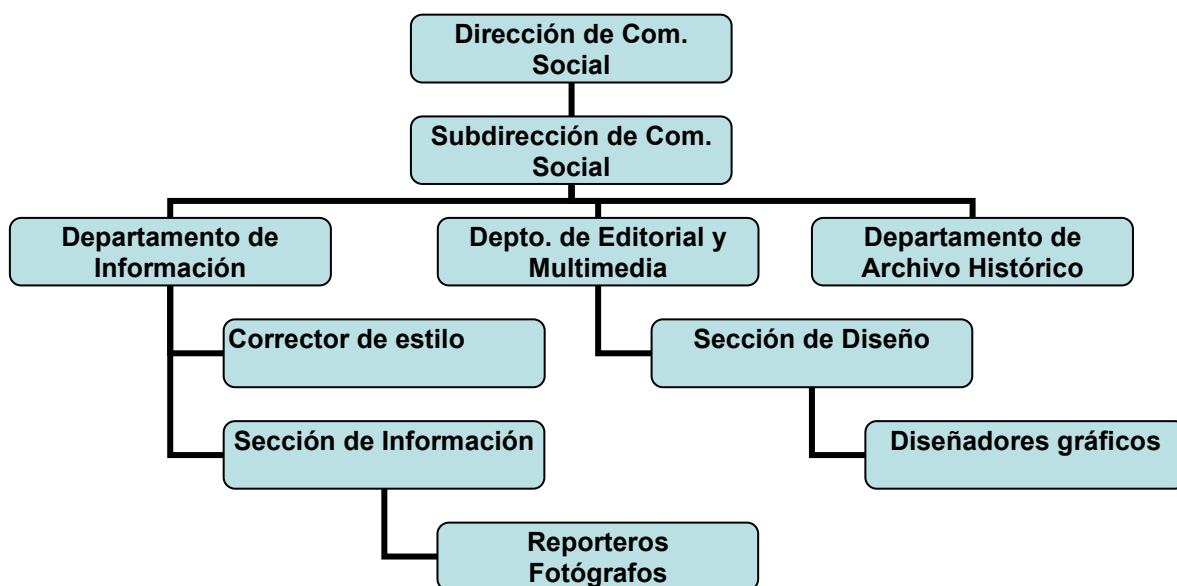 Dirección de Com.
Social
Subdirección de Com.
Social
Departamento de
Información
Depto. de Editorial y
Multimedia
Departamento de
Archivo Histórico
Corrector de estilo
Sección de Diseño
Sección de Información
Diseñadores gráficos
Reporteros
Fotógrafos